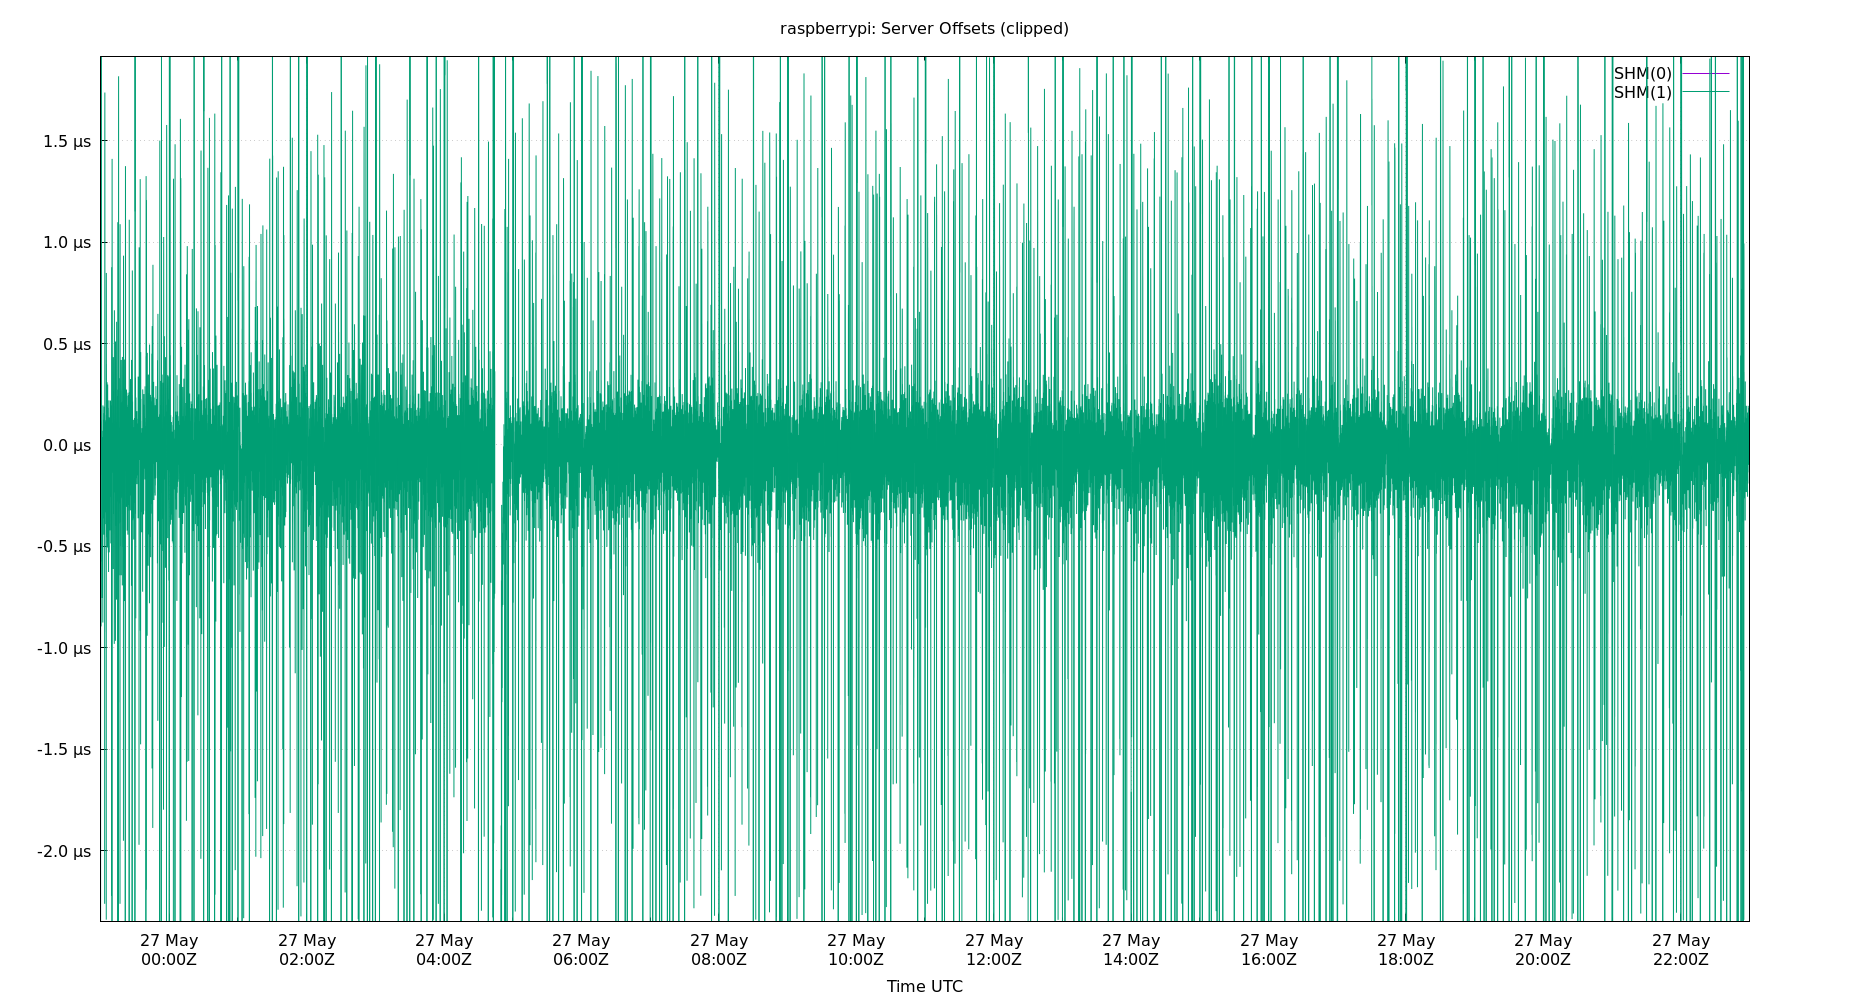 raspberrypi: Server Offsets (clipped)
SHM(0)
SHM(1)
1.5 µs
1.0 µs
0.5 µs
0.0 µs
-0.5 µs
-1.0 µs
-1.5 µs
-2.0 µs
27 May 27 May 27 May 27 May 27 May 27 May 27 May 27 May 27 May 27 May 27 May 27 May
00:00Z 02:00Z 04:00Z 06:00Z 08:00Z 10:00Z 12:00Z 14:00Z 16:00Z 18:00Z 20:00Z 22:00Z
Time UTC